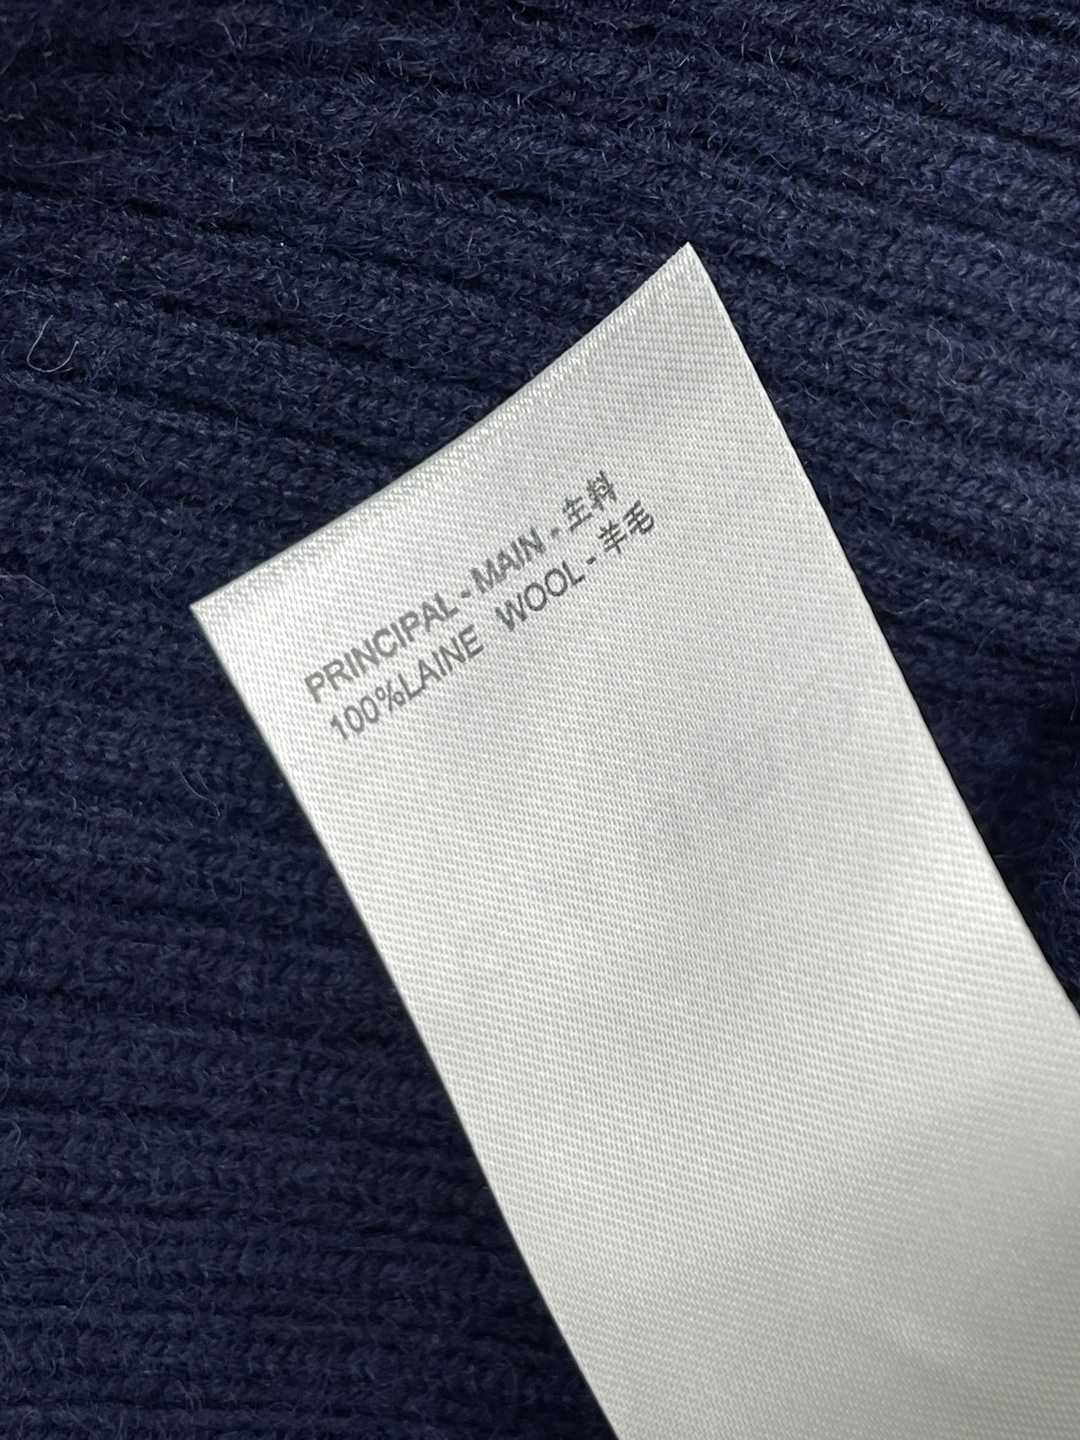 PRINCIPAL - MAIN - 主料
100%LAINE WOOL - 羊毛